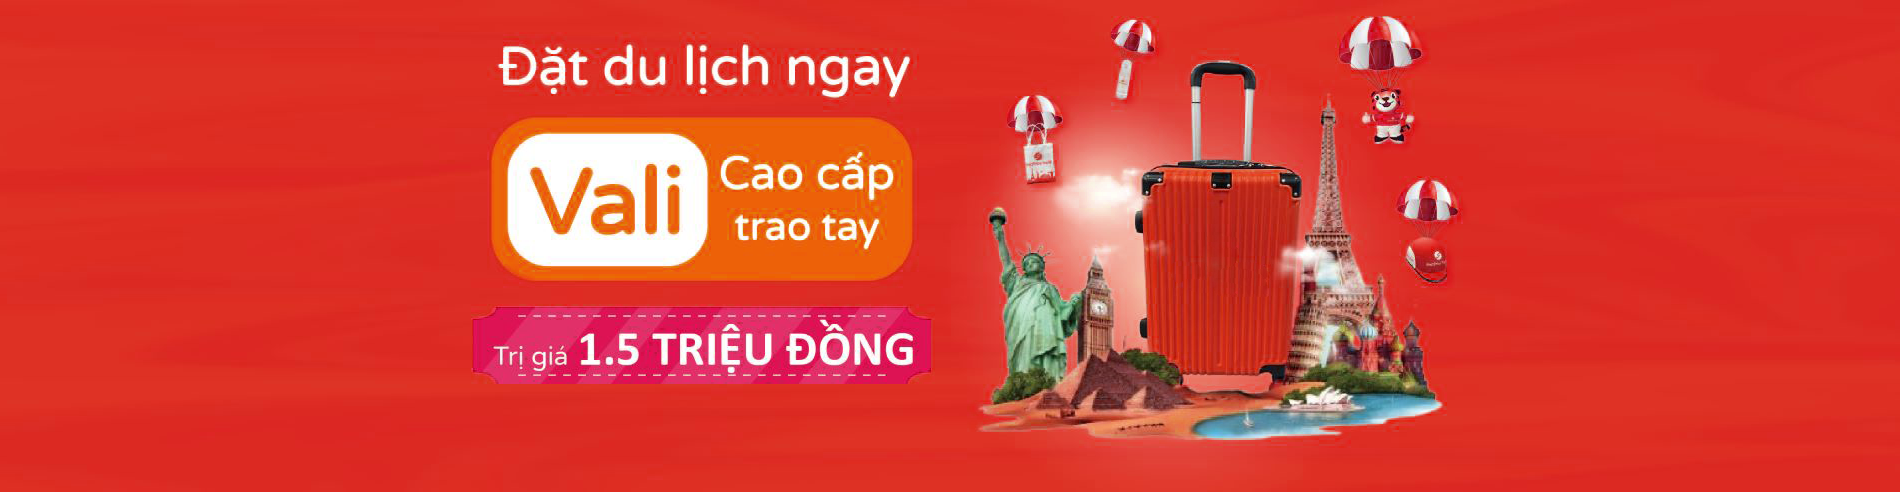 Đặt du lịch ngay
Vali
Cao cấp
trao tay
Trị giá 1.5 TRIỆU ĐỒNG